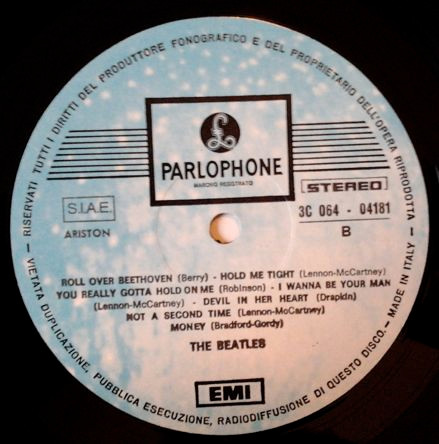 RISERVATI TUTTI I DIRITTI DEL PRODUTTORE FONOGRAFICO E DEL PROPRIETARIO DELL'OPERA RIPRODOTTA
£
PARLOPHONE
MARCHIO REGISTRATO
S.I.A.E.
ARISTON
STEREO
3C 064 - 04181
B
ROLL OVER BEETHOVEN (Berry) - HOLD ME TIGHT (Lennon-McCartney)
YOU REALLY GOTTA HOLD ON ME (Robinson) - I WANNA BE YOUR MAN
(Lennon-McCartney) - DEVIL IN HER HEART (Drapkin)
NOT A SECOND TIME (Lennon-McCartney)
MONEY (Bradford-Gordy)
THE BEATLES
EMI
VIETATA DUPLICAZIONE, PUBBLICA ESECUZIONE, RADIODIFFUSIONE DI QUESTO DISCO. — MADE IN ITALY —